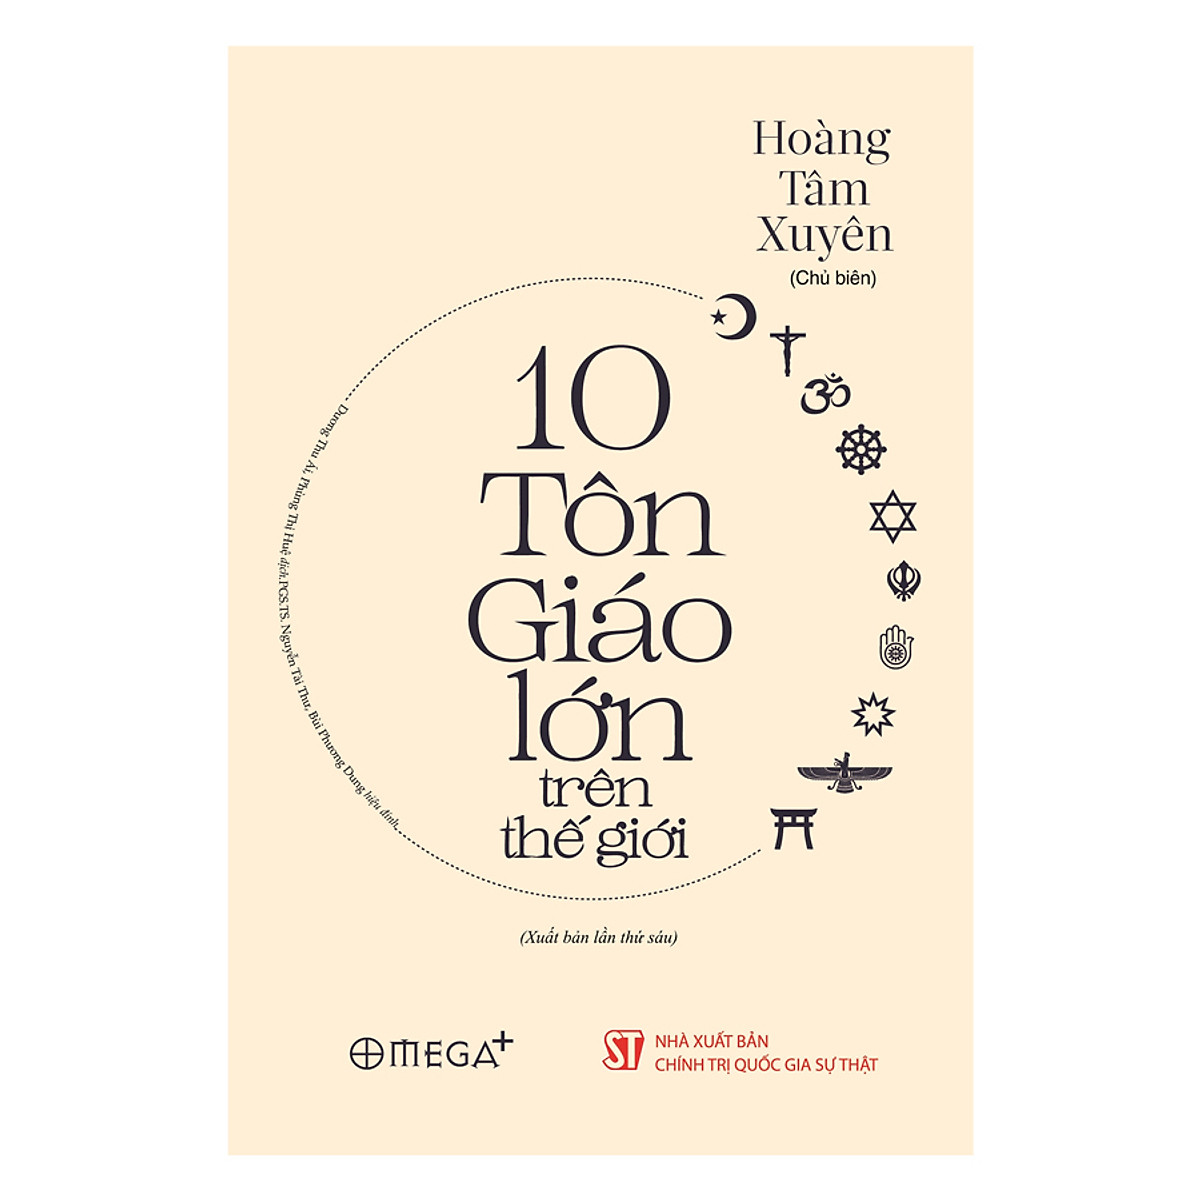 Hoàng
Tâm
Xuyên
(Chủ biên)
10
Tôn
Giáo
lớn
trên
thế giới
Dương Thu Ái, Phùng Thị Huệ dịch, PGS.TS. Nguyễn Tài Thư, Bùi Phương Dung hiệu đính.
(Xuất bản lần thứ sáu)
OMEGA+
ST
NHÀ XUẤT BẢN
CHÍNH TRỊ QUỐC GIA SỰ THẬT